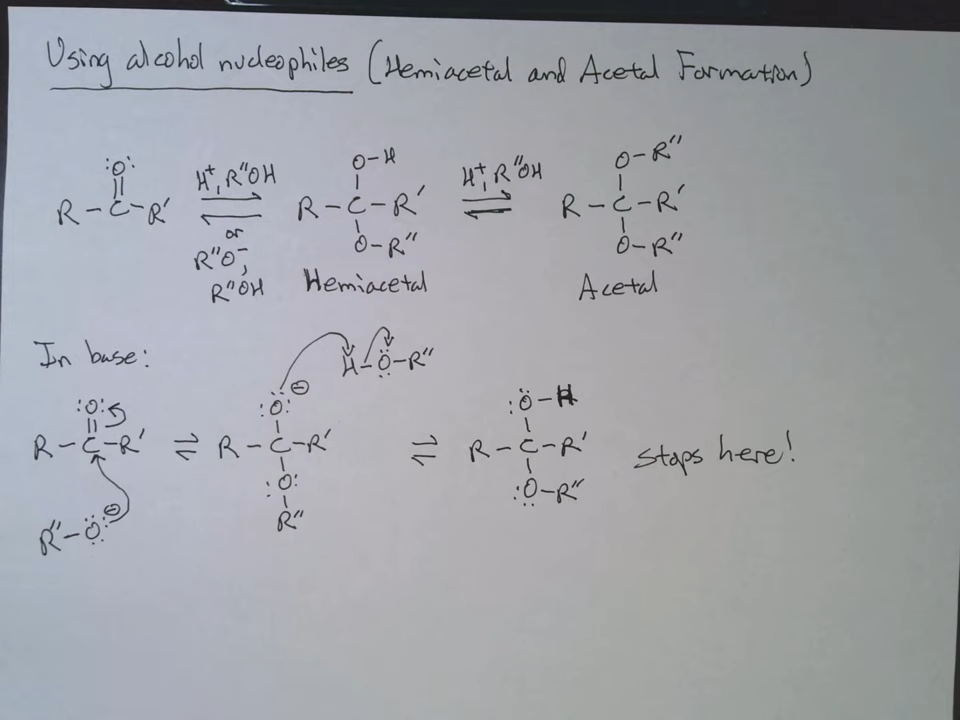 Using alcohol nucleophiles (Hemiacetal and Acetal Formation)
:O: O-H O-R''
R-C-R' H+, R''OH R-C-R' H+, R''OH R-C-R'
or O-R'' O-R''
R''O-,
R''OH Hemiacetal Acetal
In base:
H-Ö-R''
:O: :Ö: ⊖ :Ö-H
R-C-R' ⇌ R-C-R' ⇌ R-C-R' stops here!
R''-Ö: ⊖ :O: :O-R''
R''